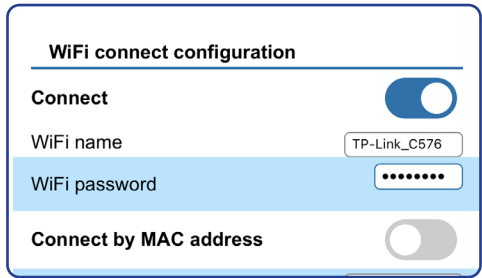 WiFi connect configuration
Connect
WiFi name TP-Link_C576
WiFi password ••••••••
Connect by MAC address